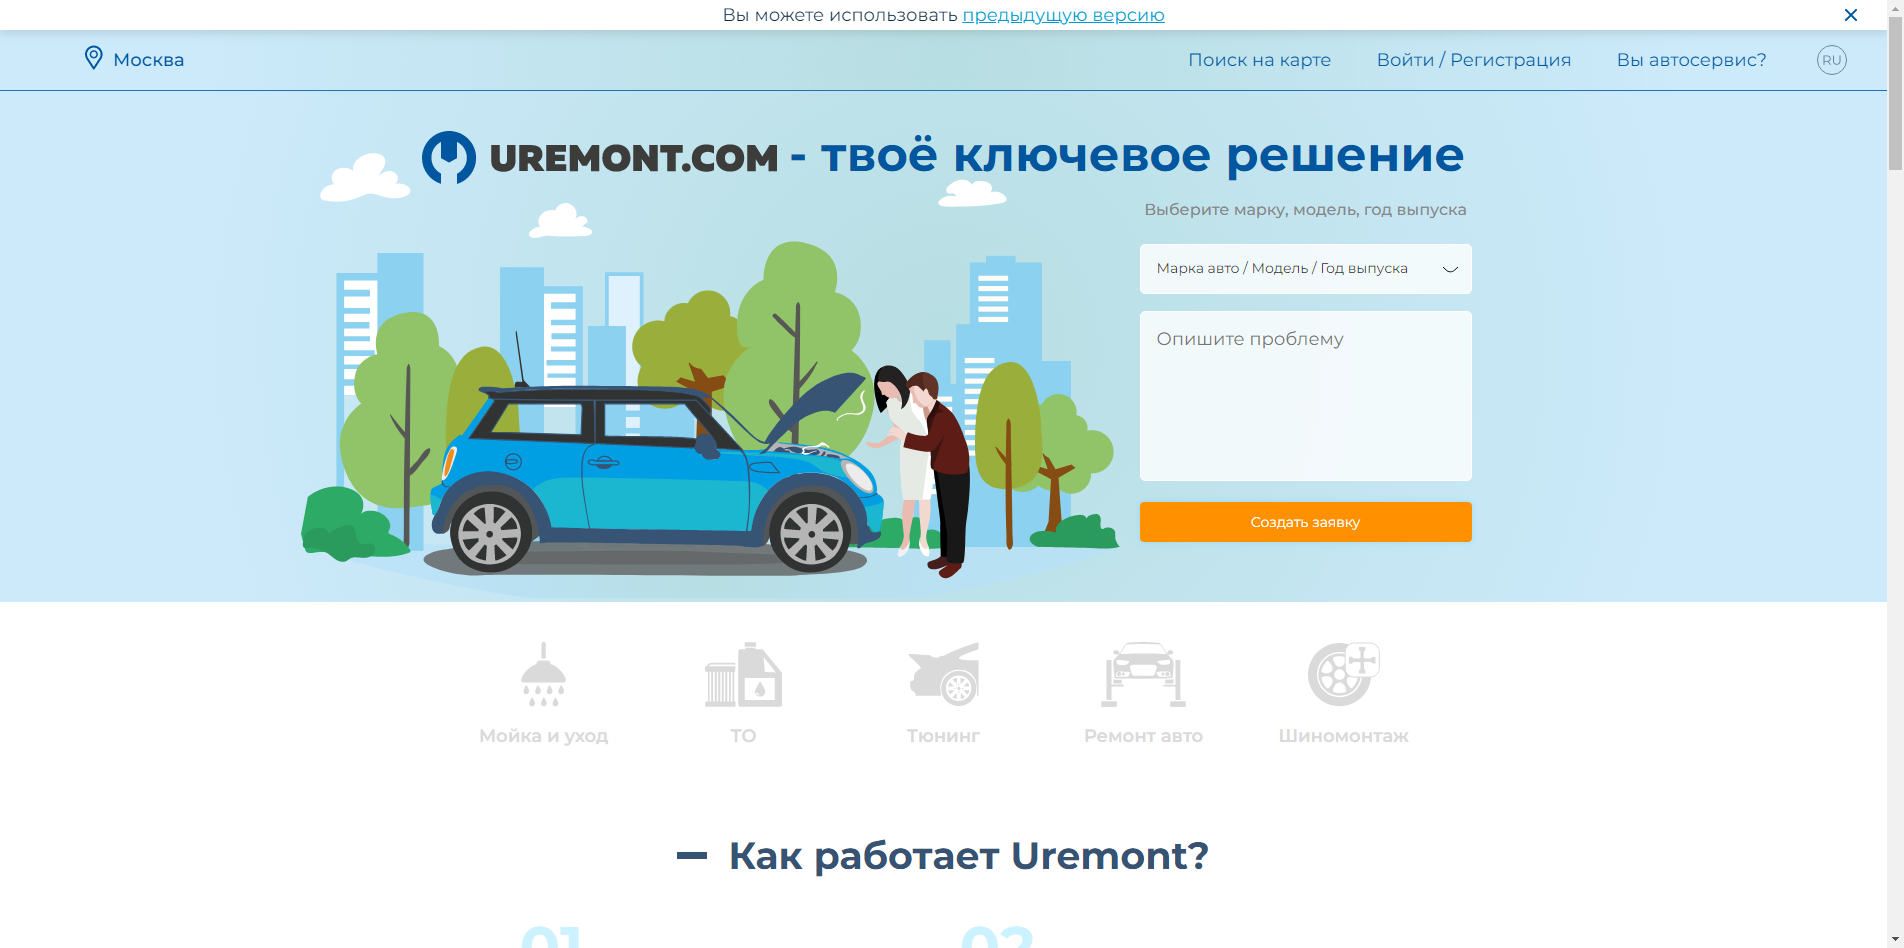 Вы можете использовать предыдущую версию
Москва
Поиск на карте
Войти / Регистрация
Вы автосервис?
RU
UREMONT.COM - твоё ключевое решение
Выберите марку, модель, год выпуска
Марка авто / Модель / Год выпуска
Опишите проблему
Создать заявку
Мойка и уход
ТО
Тюнинг
Ремонт авто
Шиномонтаж
Как работает Uremont?
01
02